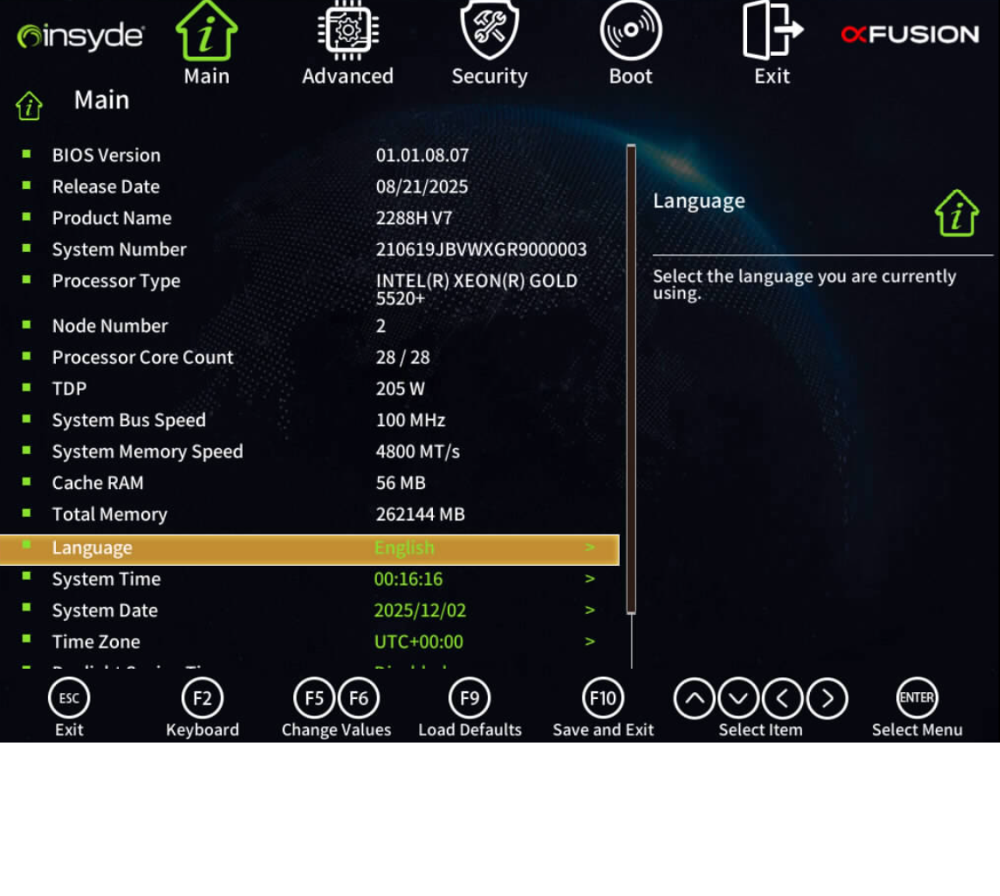 insyde
Main
Advanced
Security
Boot
Exit
FUSION
Main
BIOS Version 01.01.08.07
Release Date 08/21/2025
Product Name 2288H V7
System Number 210619JBVWXGR9000003
Processor Type INTEL(R) XEON(R) GOLD
5520+
Node Number 2
Processor Core Count 28 / 28
TDP 205 W
System Bus Speed 100 MHz
System Memory Speed 4800 MT/s
Cache RAM 56 MB
Total Memory 262144 MB
Language English >
System Time 00:16:16 >
System Date 2025/12/02 >
Time Zone UTC+00:00 >
Language
Select the language you are currently
using.
ESC
F2
F5 F6
F9
F10
ENTER
Exit
Keyboard
Change Values
Load Defaults
Save and Exit
Select Item
Select Menu